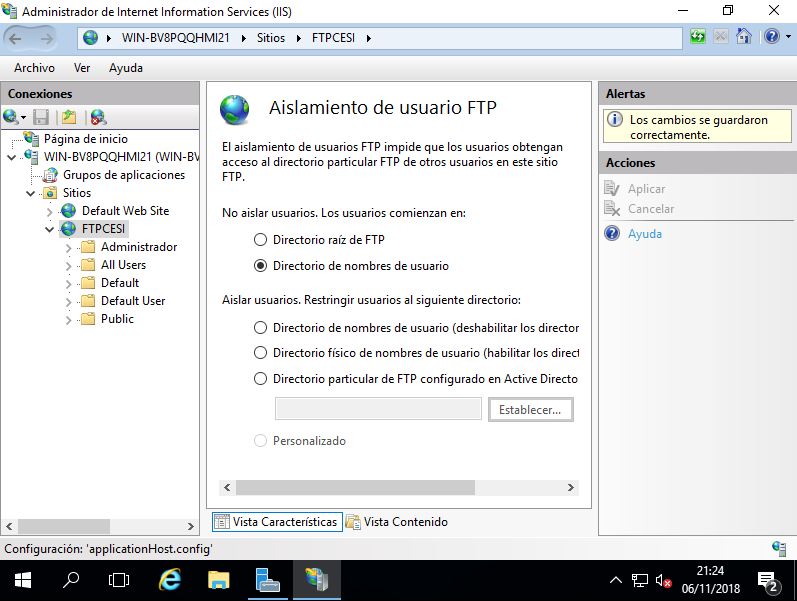 Administrador de Internet Information Services (IIS)
WIN-BV8PQQHMI21
Sitios
FTPCESI
Archivo
Ver
Ayuda
Conexiones
Página de inicio
WIN-BV8PQQHMI21 (WIN-BV
Grupos de aplicaciones
Sitios
Default Web Site
FTPCESI
Administrador
All Users
Default
Default User
Public
Aislamiento de usuario FTP
El aislamiento de usuarios FTP impide que los usuarios obtengan
acceso al directorio particular FTP de otros usuarios en este sitio
FTP.
No aislar usuarios. Los usuarios comienzan en:
Directorio raíz de FTP
Directorio de nombres de usuario
Aislar usuarios. Restringir usuarios al siguiente directorio:
Directorio de nombres de usuario (deshabilitar los director
Directorio físico de nombres de usuario (habilitar los direct
Directorio particular de FTP configurado en Active Directo
Establecer...
Personalizado
Vista Características
Vista Contenido
Alertas
Los cambios se guardaron
correctamente.
Acciones
Aplicar
Cancelar
Ayuda
Configuración: 'applicationHost.config'
21:24
06/11/2018
2